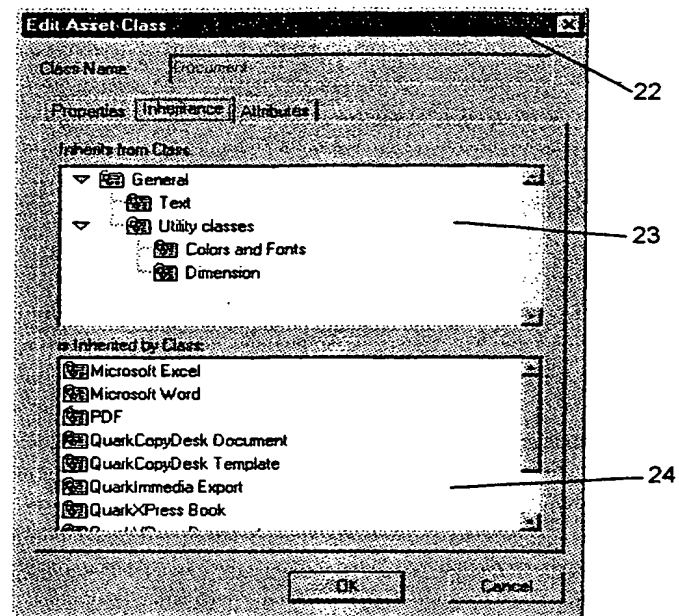 Edit Asset Class
Class Name: Document
22
Properties Inheritance Attributes
Inherits from Class:
General
Text
23
Utility classes
Colors and Fonts
Dimension
is Inherited by Class:
Microsoft Excel
Microsoft Word
PDF
QuarkCopyDesk Document
QuarkCopyDesk Template
24
QuarkImmedia Export
QuarkXPress Book
OK Cancel